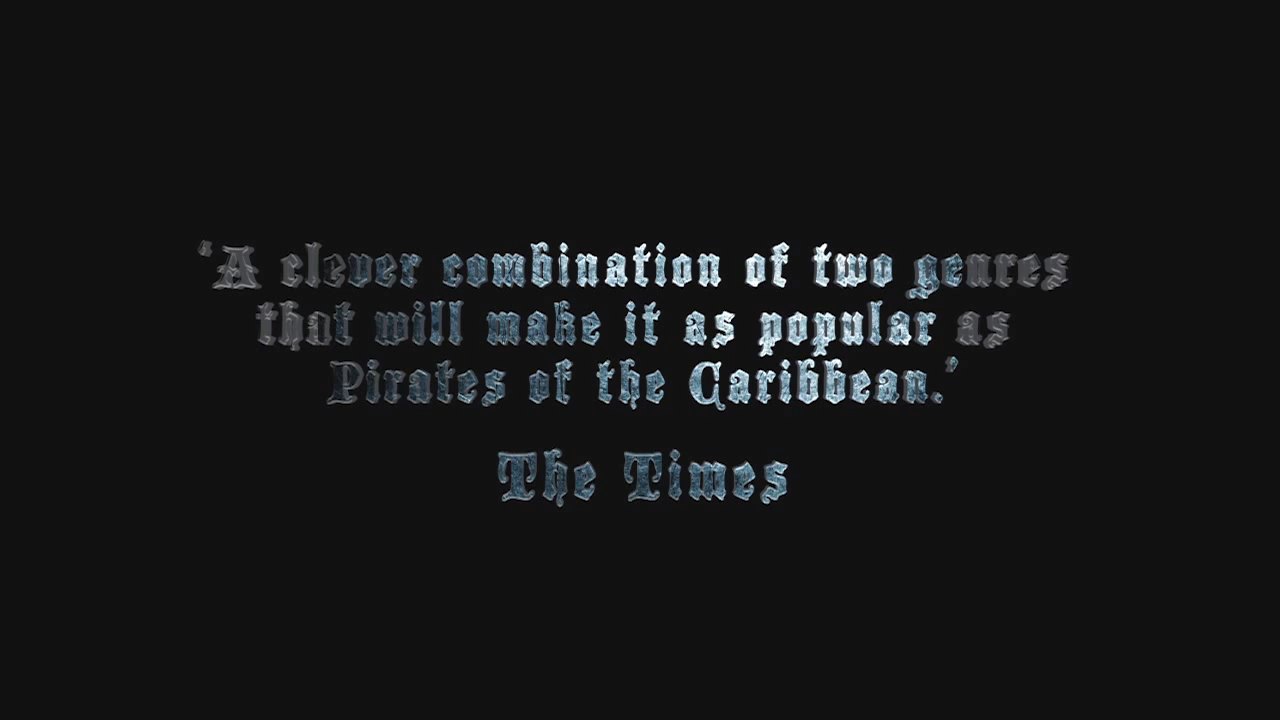 ‘A clever combination of two genres
that will make it as popular as
Pirates of the Caribbean.’
The Times